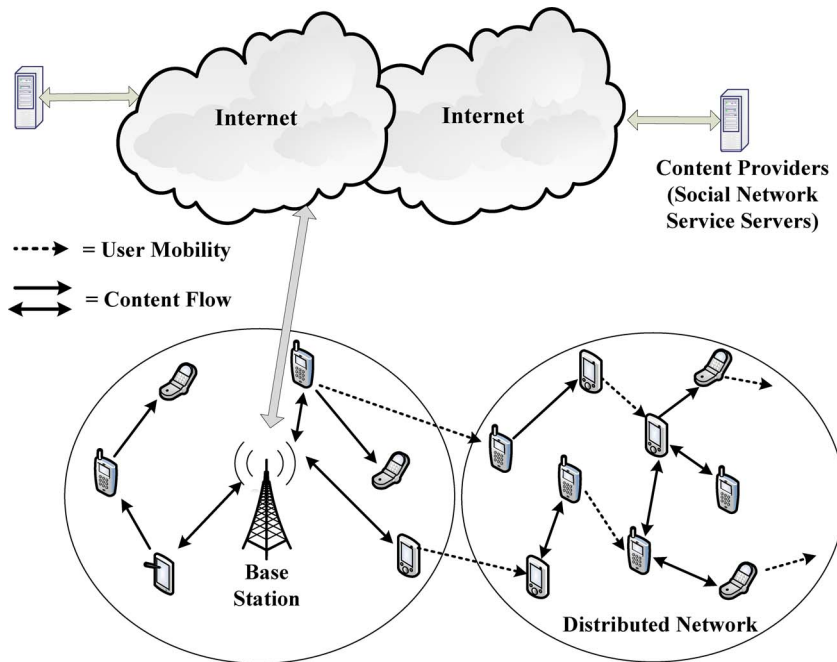 Internet
Internet
Content Providers
(Social Network
Service Servers)
= User Mobility
= Content Flow
Base
Station
Distributed Network